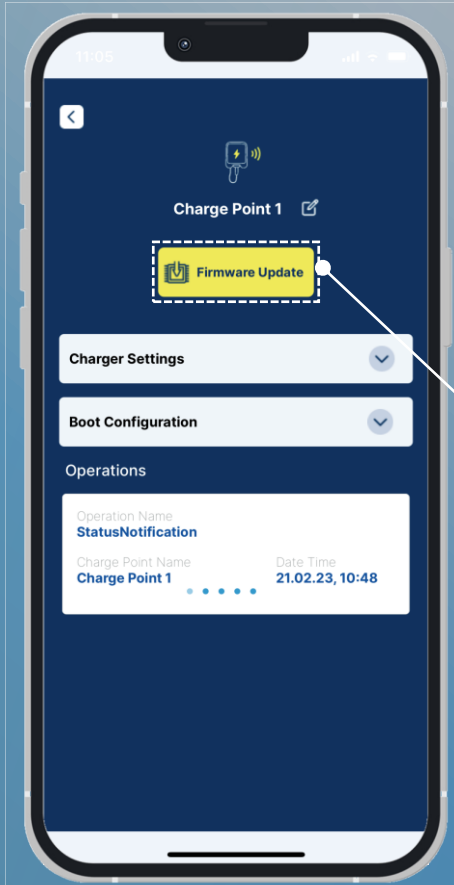 11:05
Charge Point 1
Firmware Update
Charger Settings
Boot Configuration
Operations
Operation Name
StatusNotification
Charge Point Name Date Time
Charge Point 1 21.02.23, 10:48